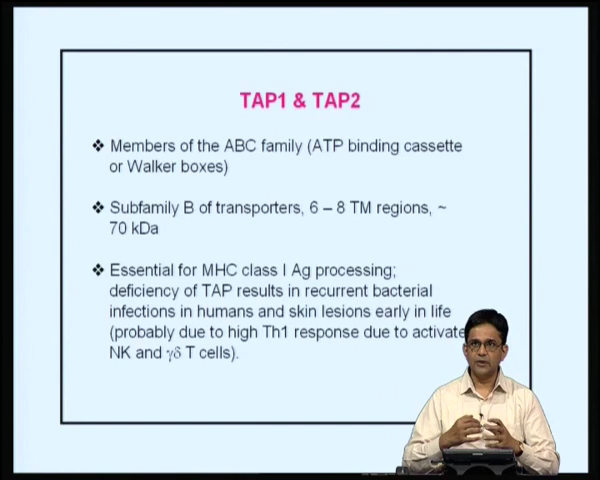 TAP1 & TAP2
❖ Members of the ABC family (ATP binding cassette
or Walker boxes)
❖ Subfamily B of transporters, 6 – 8 TM regions, ~
70 kDa
❖ Essential for MHC class I Ag processing;
deficiency of TAP results in recurrent bacterial
infections in humans and skin lesions early in life
(probably due to high Th1 response due to activate
NK and γδ T cells).